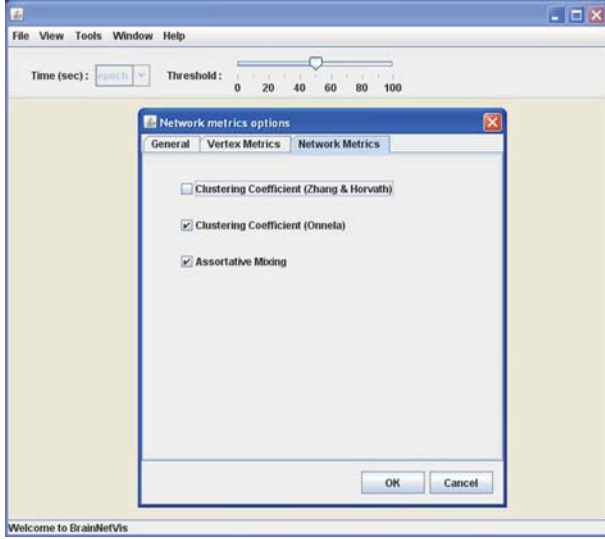 File View Tools Window Help
Time (sec) : epoch Threshold :
0 20 40 60 80 100
Network metrics options
General Vertex Metrics Network Metrics
Clustering Coefficient (Zhang & Horvath)
Clustering Coefficient (Onnela)
Assortative Mixing
OK Cancel
Welcome to BrainNetVis